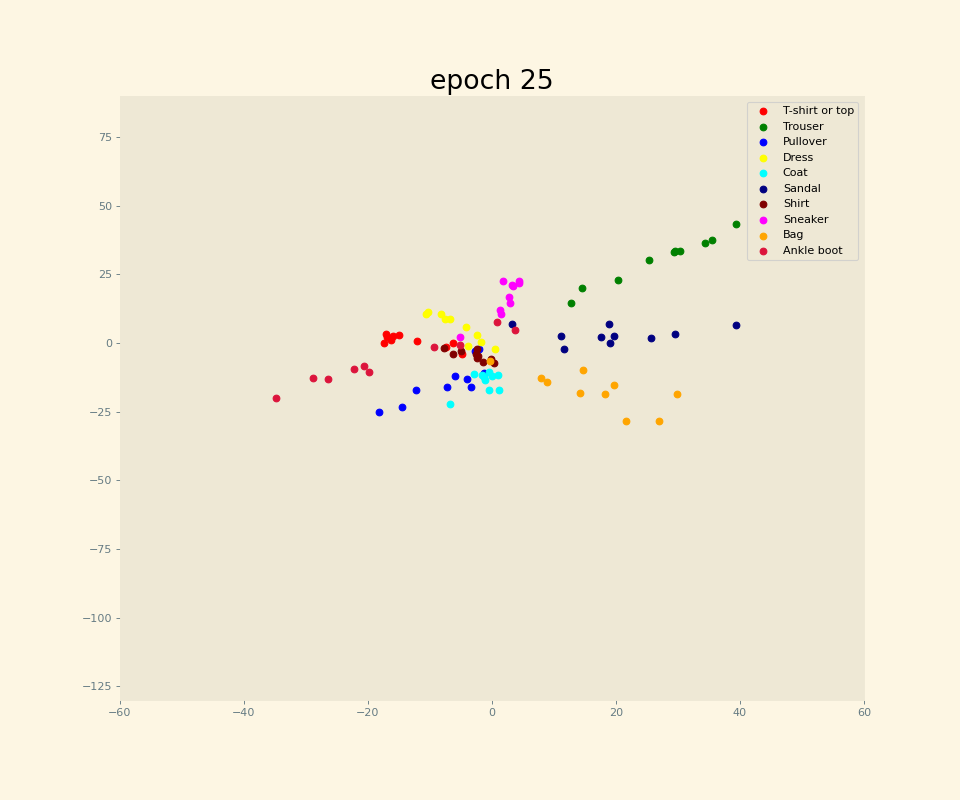 epoch 25
75
50
25
0
−25
−50
−75
−100
−125
−60
−40
−20
0
20
40
60
T-shirt or top
Trouser
Pullover
Dress
Coat
Sandal
Shirt
Sneaker
Bag
Ankle boot